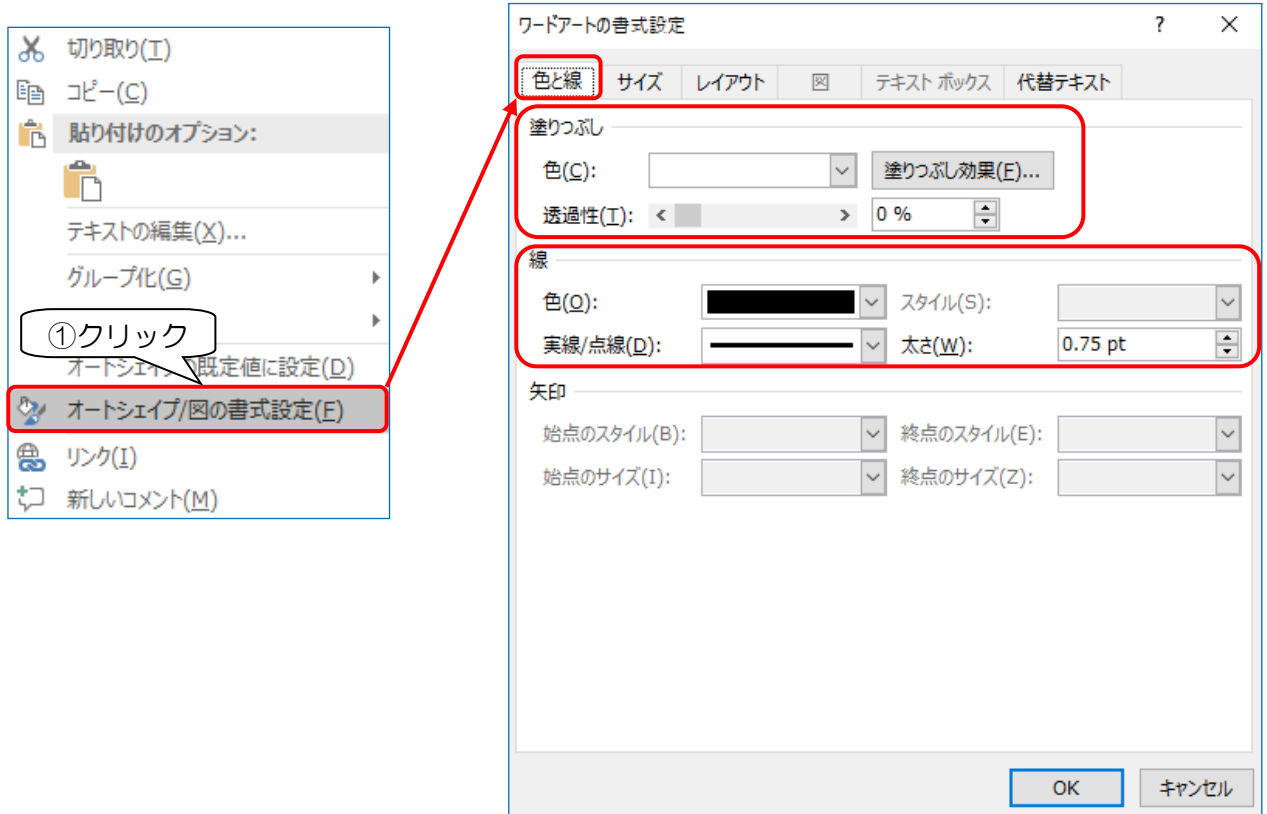 切り取り(T)
コピー(C)
貼り付けのオプション:
テキストの編集(X)...
グループ化(G)
①クリック
オートシェイプの既定値に設定(D)
オートシェイプ/図の書式設定(F)
リンク(I)
新しいコメント(M)
ワードアートの書式設定 ?
色と線 サイズ レイアウト 図 テキスト ボックス 代替テキスト
塗りつぶし
色(C): 塗りつぶし効果(F)...
透過性(T): 0 %
線
色(O): スタイル(S):
実線/点線(D): 太さ(W): 0.75 pt
矢印
始点のスタイル(B): 終点のスタイル(E):
始点のサイズ(I): 終点のサイズ(Z):
OK キャンセル